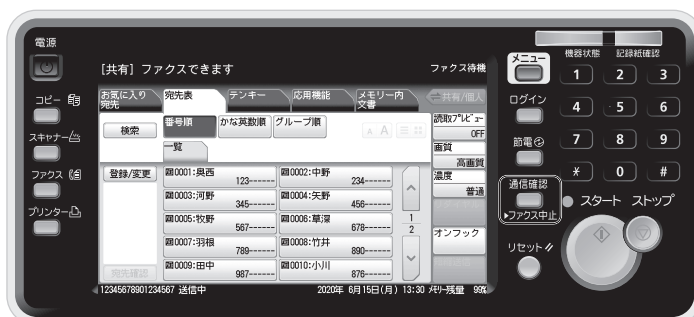 電源
機器状態 記録紙確認
[共有] ファクスできます ファクス待機
メニュー
1 2 3
お気に入り宛先 宛先表 テンキー 応用機能 メモリー内文書 共有/個人
コピー
ログイン
4 5 6
検索 番号順 かな英数順 グループ順 A A
読取プレビュー
OFF
スキャナー
一覧
画質
高画質
節電
7 8 9
登録/変更 0001:奥西 123------ 0002:中野 234------
濃度
普通
ファクス
通信確認
* 0 #
0003:河野 345------ 0004:矢野 456------
▶ファクス中止
スタート ストップ
プリンター
0005:牧野 567------ 0006:草深 678------
1
2
オンフック
0007:羽根 789------ 0008:竹井 890------
リセット
宛先確認 0009:田中 987------ 0010:小川 876------
12345678901234567 送信中 2020年 6月15日(月) 13:30 メモリー残量 99%